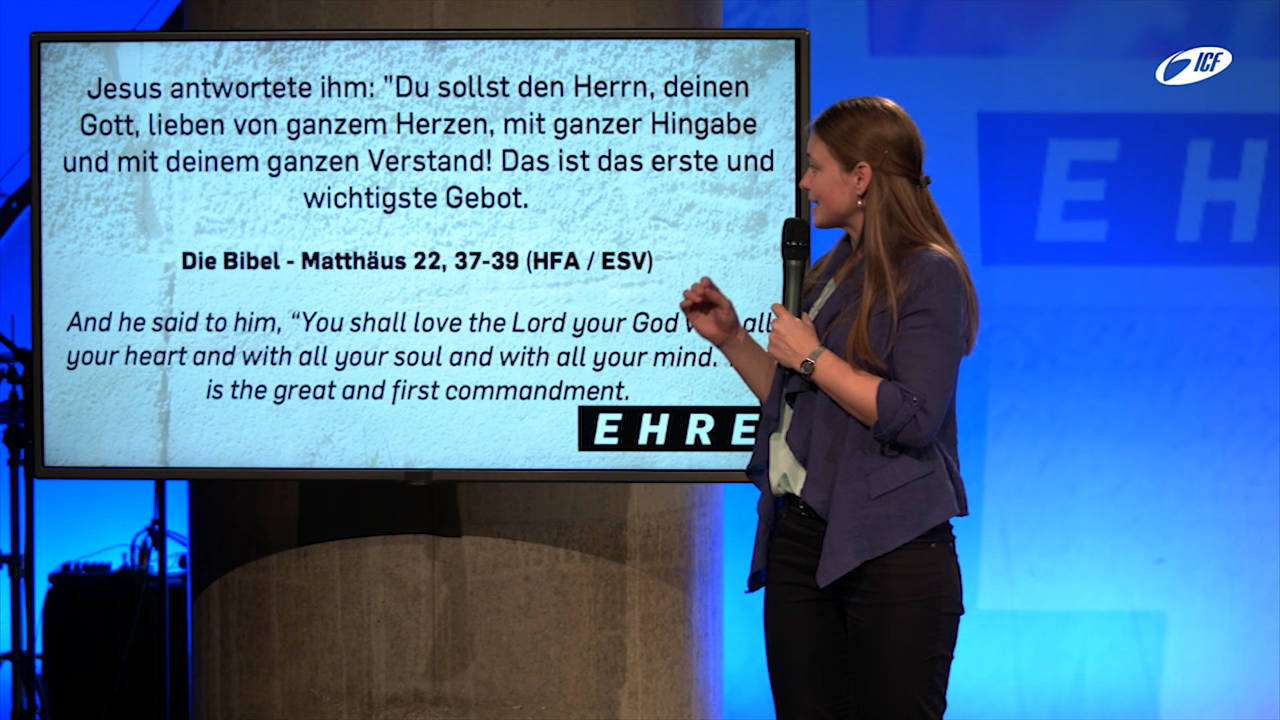 Jesus antwortete ihm: "Du sollst den Herrn, deinen
Gott, lieben von ganzem Herzen, mit ganzer Hingabe
und mit deinem ganzen Verstand! Das ist das erste und
wichtigste Gebot.
Die Bibel - Matthäus 22, 37-39 (HFA / ESV)
And he said to him, “You shall love the Lord your God all
your heart and with all your soul and with all your mind.
is the great and first commandment.
EHRE
ICF
EH